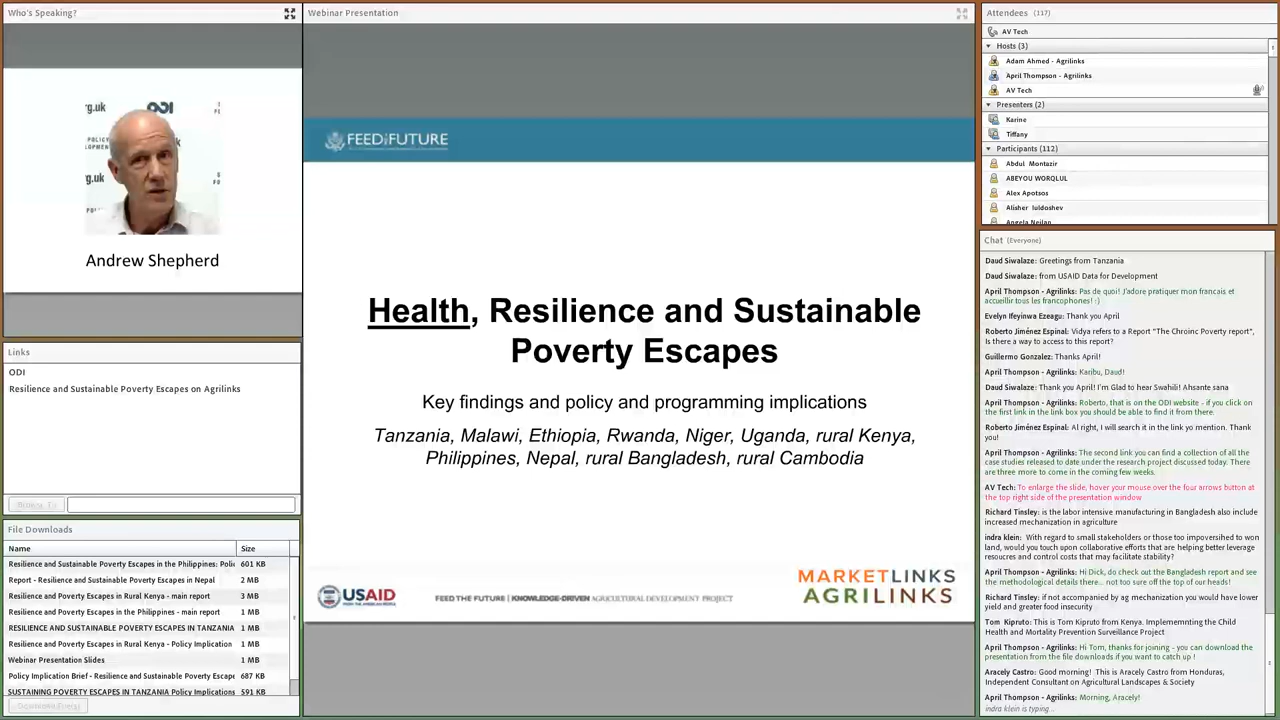 Who's Speaking?
.rg.uk
ODI
POLICY
LOPMENT
.rg.uk
PO
Andrew Shepherd
Links
ODI
Resilience and Sustainable Poverty Escapes on Agrilinks
Browse To
File Downloads
Name Size
Resilience and Sustainable Poverty Escapes in the Philippines: Polic 601 KB
Report - Resilience and Sustainable Poverty Escapes in Nepal 2 MB
Resilience and Poverty Escapes in Rural Kenya - main report 3 MB
Resilience and Poverty Escapes in the Philippines - main report 1 MB
RESILIENCE AND SUSTAINABLE POVERTY ESCAPES IN TANZANIA 1 MB
Resilience and Poverty Escapes in Rural Kenya - Policy Implication 1 MB
Webinar Presentation Slides 1 MB
Policy Implication Brief - Resilience and Sustainable Poverty Escape 687 KB
SUSTAINING POVERTY ESCAPES IN TANZANIA Policy Implications 591 KB
Download File(s)
Webinar Presentation
FEED THE FUTURE
Health, Resilience and Sustainable
Poverty Escapes
Key findings and policy and programming implications
Tanzania, Malawi, Ethiopia, Rwanda, Niger, Uganda, rural Kenya,
Philippines, Nepal, rural Bangladesh, rural Cambodia
USAID
FROM THE AMERICAN PEOPLE
FEED THE FUTURE | KNOWLEDGE-DRIVEN AGRICULTURAL DEVELOPMENT PROJECT
MARKETLINKS
AGRILINKS
Attendees (117)
AV Tech
Hosts (3)
Adam Ahmed - Agrilinks
April Thompson - Agrilinks
AV Tech
Presenters (2)
Karine
Tiffany
Participants (112)
Abdul Montazir
ABEYOU WORQLUL
Alex Apotsos
Alisher Iuldoshev
Angela Neilan
Chat (Everyone)
Daud Siwalaze: Greetings from Tanzania
Daud Siwalaze: from USAID Data for Development
April Thompson - Agrilinks: Pas de quoi! J'adore pratiquer mon francais et
accueillir tous les francophones! :)
Evelyn Ifeyinwa Ezeagu: Thank you April
Roberto Jiménez Espinal: Vidya refers to a Report "The Chroinc Poverty report",
Is there a way to access to this report?
Guillermo Gonzalez: Thanks April!
April Thompson - Agrilinks: Karibu, Daud!
Daud Siwalaze: Thank you April! I'm Glad to hear Swahili! Ahsante sana
April Thompson - Agrilinks: Roberto, that is on the ODI website - if you click on
the first link in the link box you should be able to find it from there.
Roberto Jiménez Espinal: Al right, I will search it in the link yo mention. Thank
you!
April Thompson - Agrilinks: The second link you can find a collection of all the
case studies released to date under the research project discussed today. There
are three more to come in the coming few weeks.
AV Tech: To enlarge the slide, hover your mouse over the four arrows button at
the top right side of the presentation window
Richard Tinsley: is the labor intensive manufacturing in Bangladesh also include
increased mechanization in agriculture
indra klein: With regard to small stakeholders or those too impoverished to won
land, would you touch upon collaborative efforts that are helping better leverage
resoucres and control costs that may facilitate stability?
April Thompson - Agrilinks: Hi Dick, do check out the Bangladesh report and see
the methodological details there... not too sure off the top of our heads!
Richard Tinsley: if not accompanied by ag mechanization you would have lower
yield and greater food insecurity
Tom Kipruto: This is Tom Kipruto from Kenya. Implememnting the Child
Health and Mortality Prevention Surveillance Project
April Thompson - Agrilinks: Hi Tom, thanks for joining - you can download the
presentation from the file downloads if you want to catch up !
Aracely Castro: Good morning! This is Aracely Castro from Honduras,
Independent Consultant on Agricultural Landscapes & Society
April Thompson - Agrilinks: Morning, Aracely!
indra klein is typing...